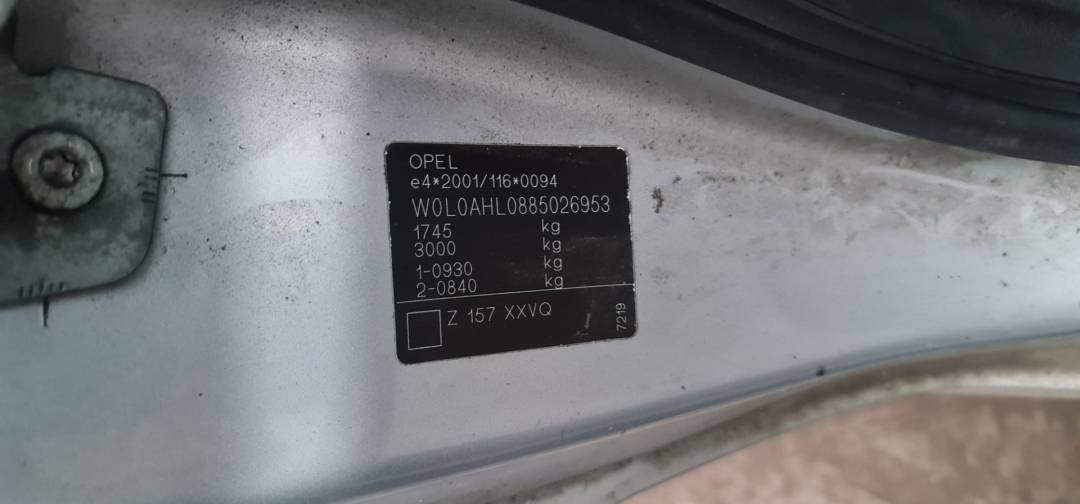 OPEL
e4*2001/116*0094
W0L0AHL0885026953
1745 kg
3000 kg
1-0930 kg
2-0840 kg
Z 157 XXVQ
7219